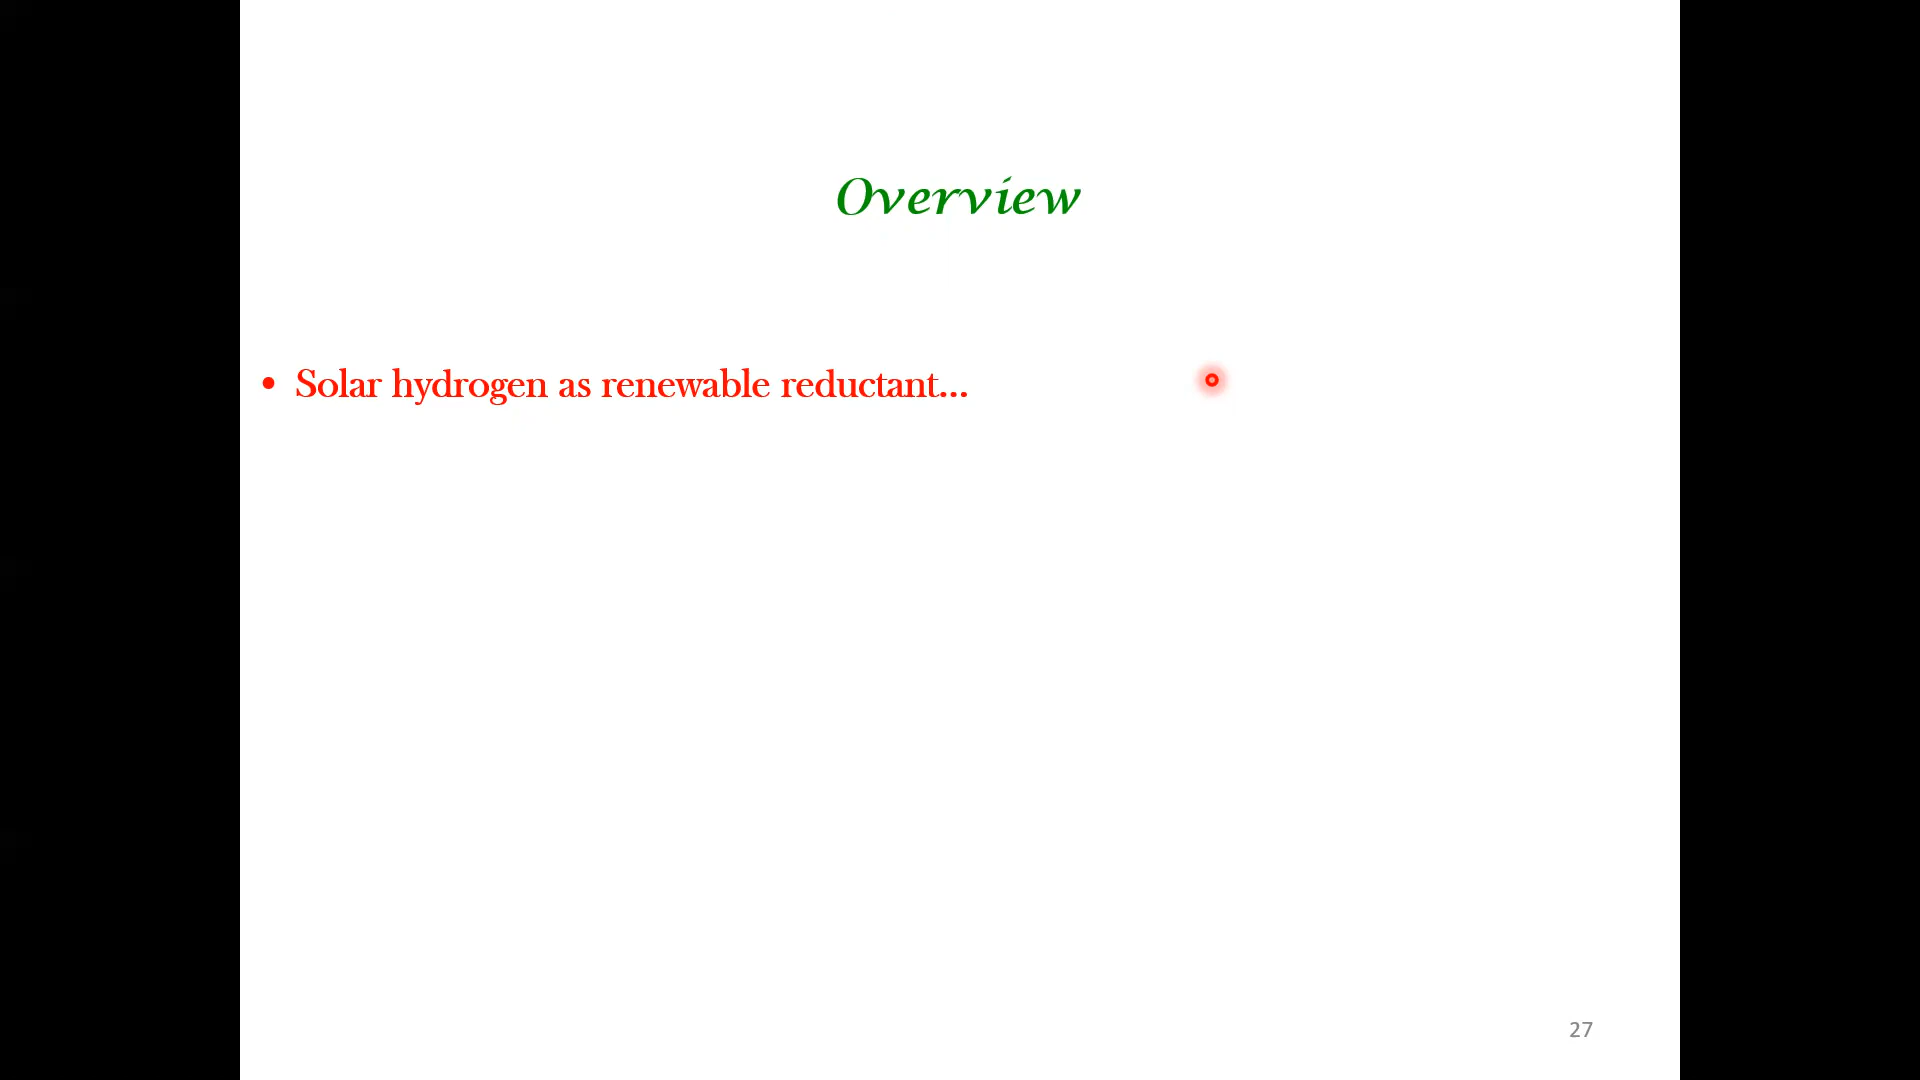 Overview
• Solar hydrogen as renewable reductant...
27